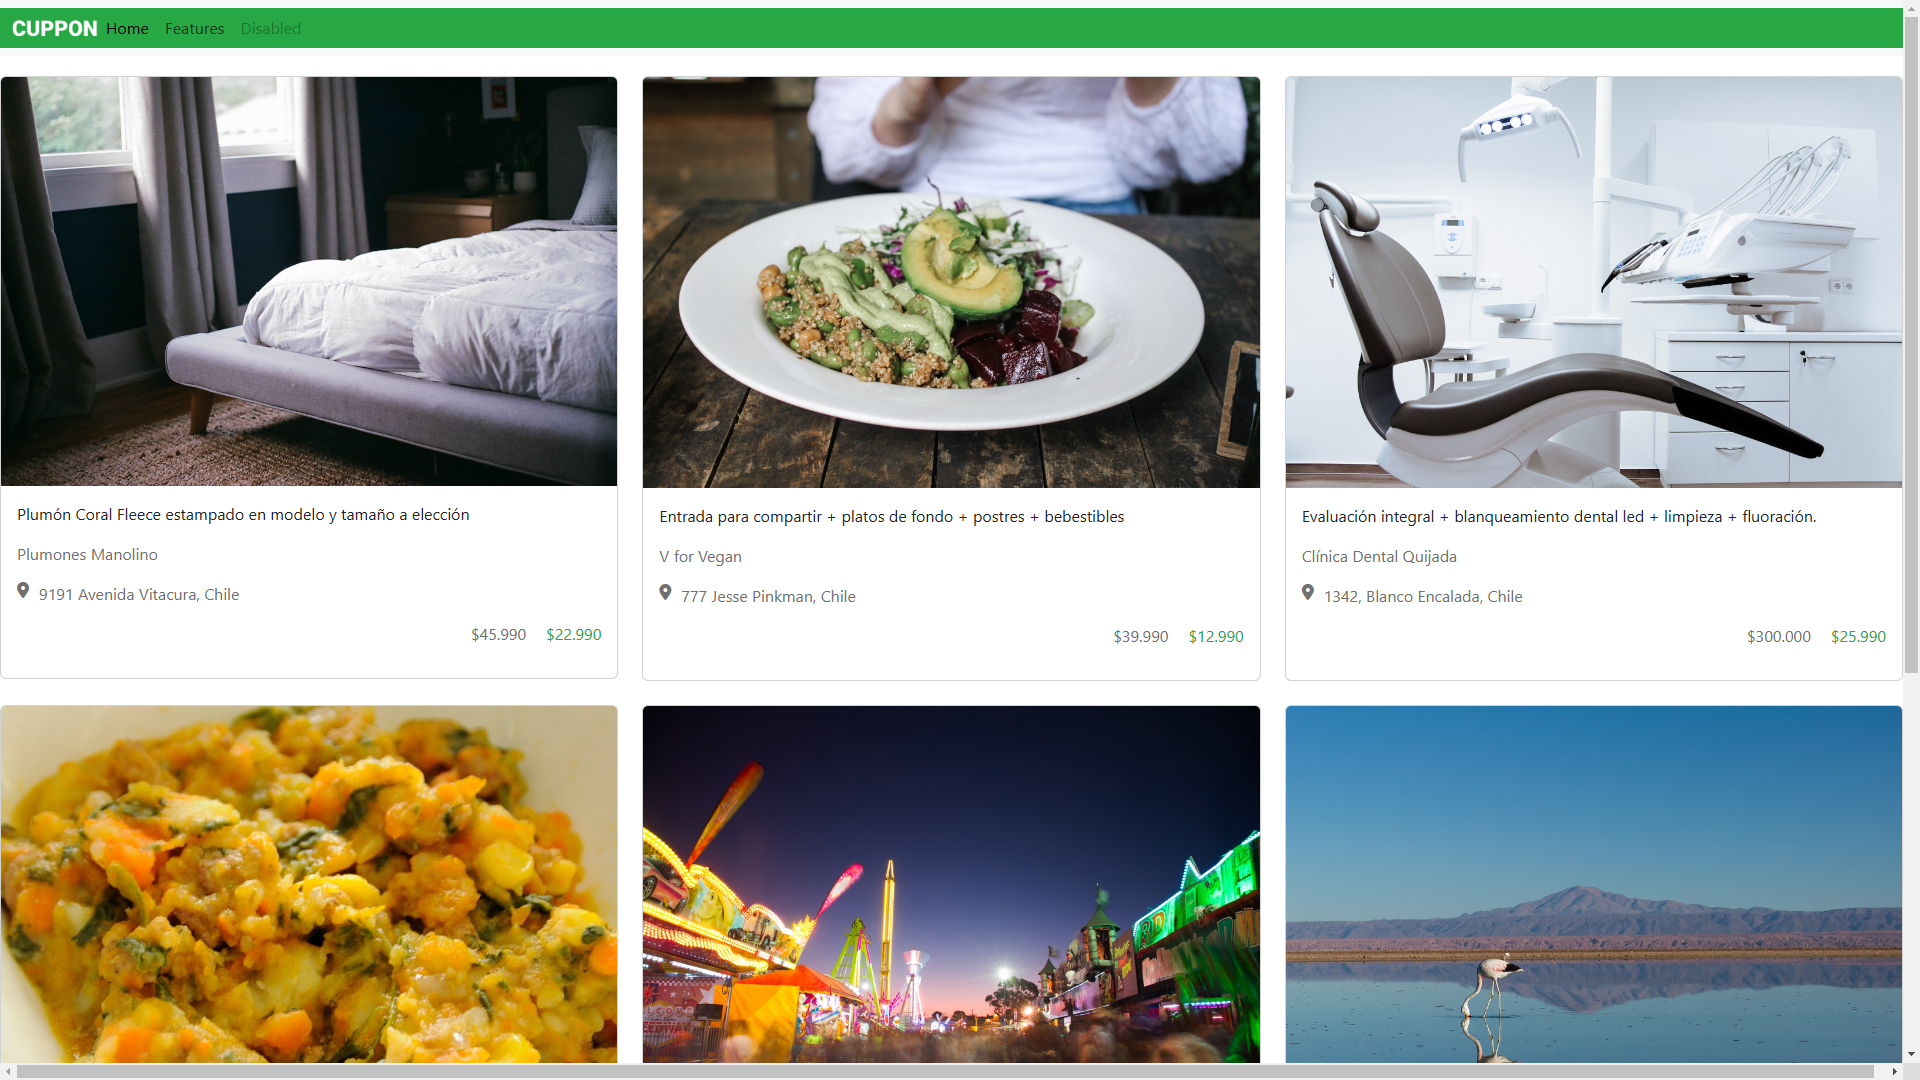 CUPPON Home Features Disabled
Plumón Coral Fleece estampado en modelo y tamaño a elección
Plumones Manolino
9191 Avenida Vitacura, Chile
$45.990 $22.990
Entrada para compartir + platos de fondo + postres + bebestibles
V for Vegan
777 Jesse Pinkman, Chile
$39.990 $12.990
Evaluación integral + blanqueamiento dental led + limpieza + fluoración.
Clínica Dental Quijada
1342, Blanco Encalada, Chile
$300.000 $25.990